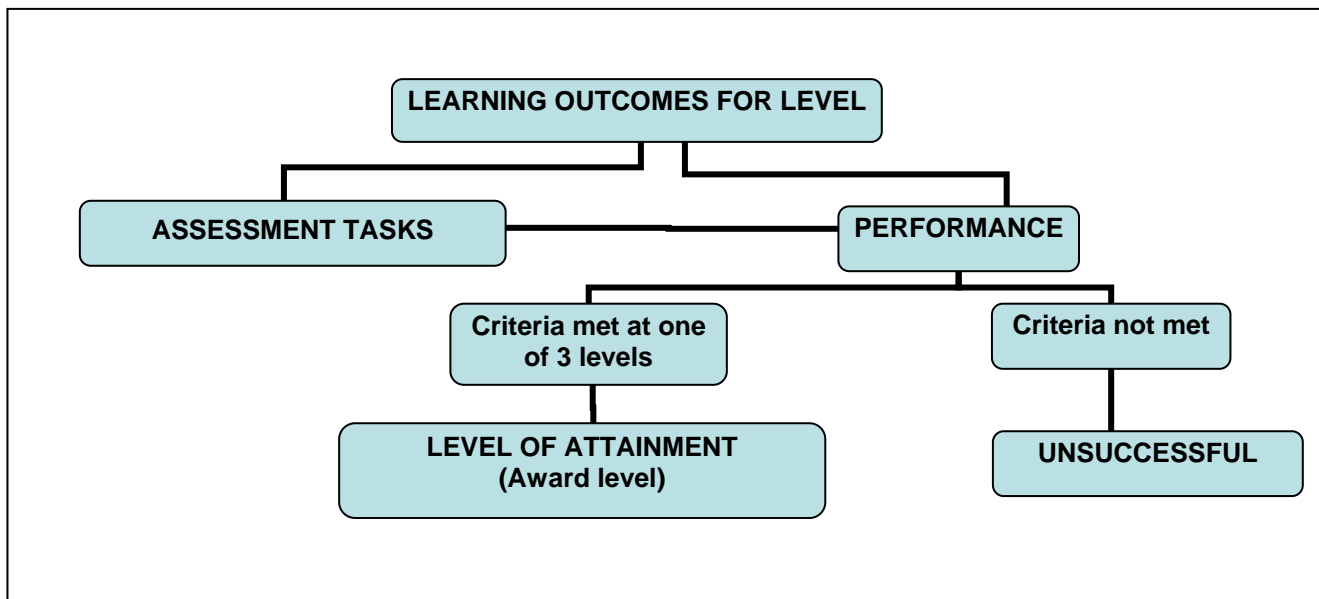 LEARNING OUTCOMES FOR LEVEL
ASSESSMENT TASKS
PERFORMANCE
Criteria met at one
of 3 levels
Criteria not met
LEVEL OF ATTAINMENT
(Award level)
UNSUCCESSFUL